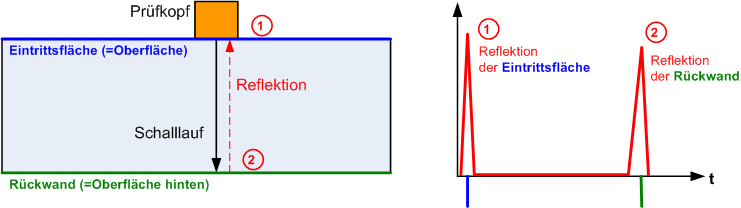 Prüfkopf
1
Eintrittsfläche (=Oberfläche)
Reflektion
Schalllauf
2
Rückwand (=Oberfläche hinten)
1
Reflektion
der Eintrittsfläche
2
Reflektion
der Rückwand
t